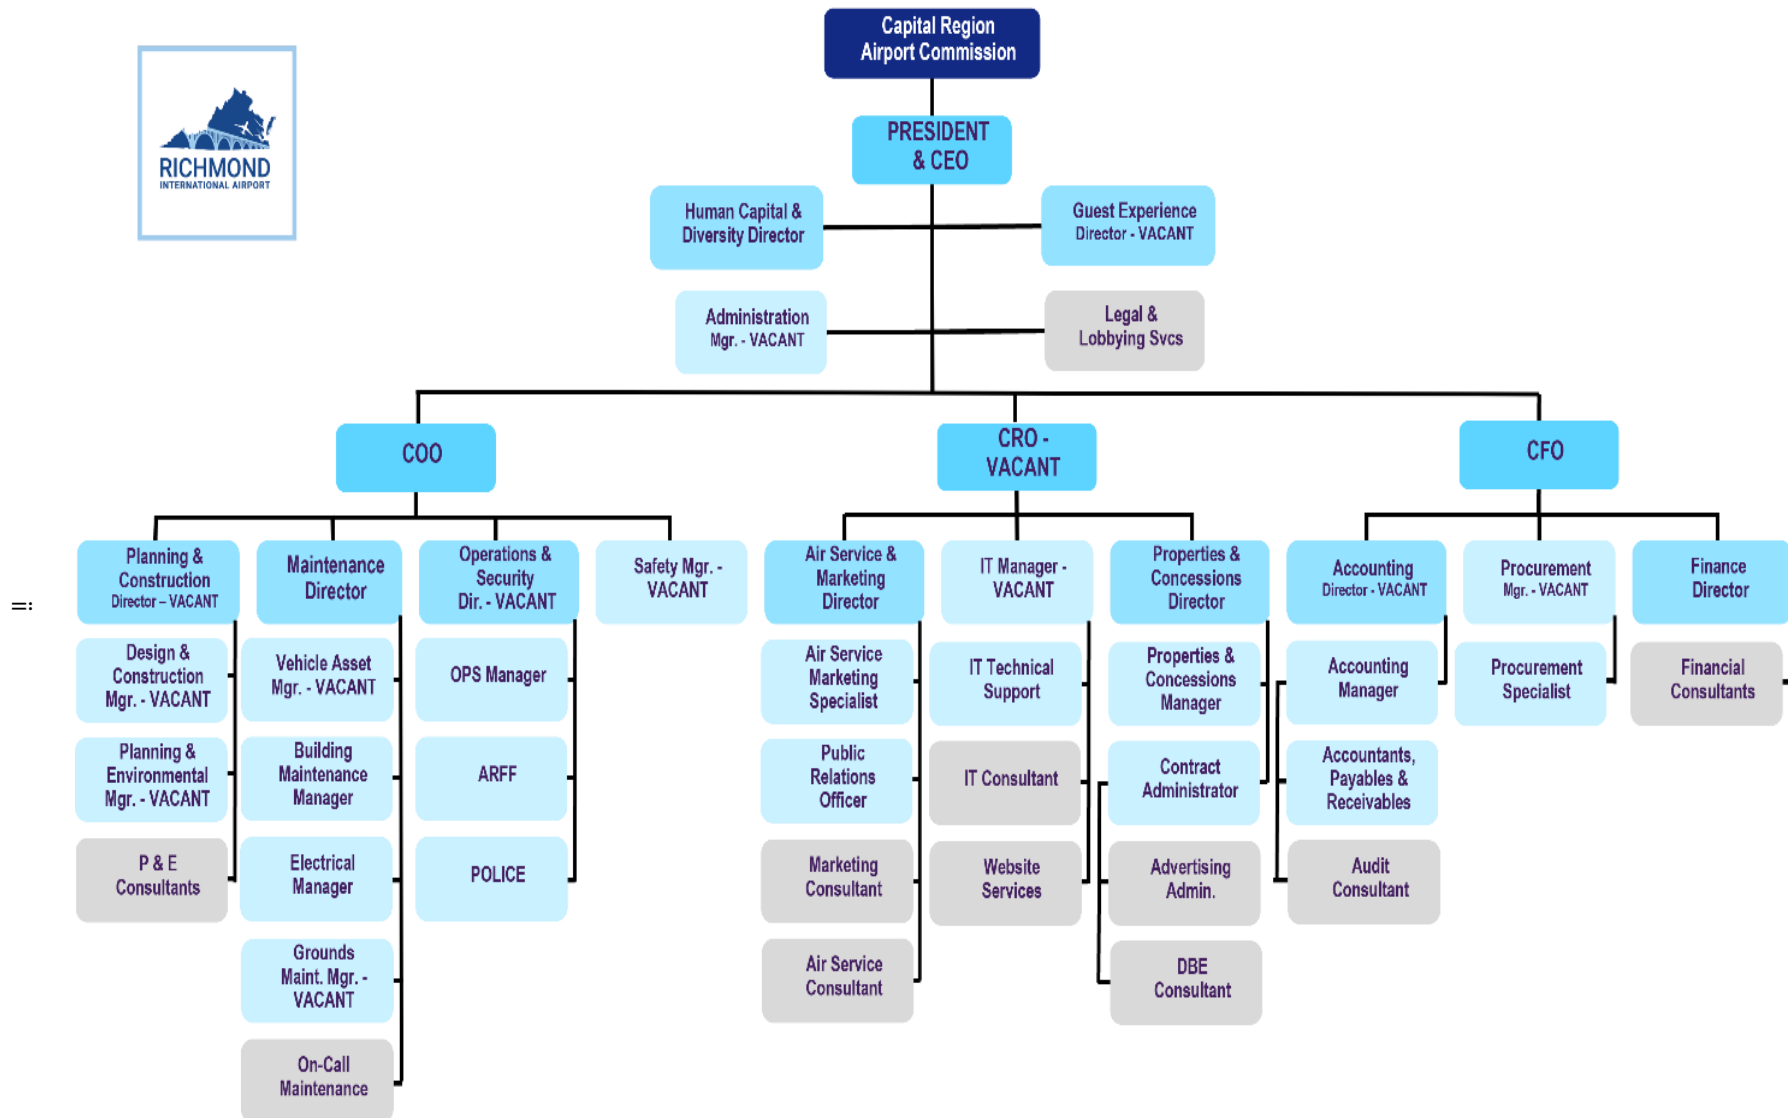 Capital Region
Airport Commission
RICHMOND
INTERNATIONAL AIRPORT
PRESIDENT
& CEO
Human Capital &
Diversity Director
Guest Experience
Director - VACANT
Administration
Mgr. - VACANT
Legal &
Lobbying Svcs
COO
CRO -
VACANT
CFO
Planning &
Construction
Director – VACANT
Maintenance
Director
Operations &
Security
Dir. - VACANT
Safety Mgr. -
VACANT
Air Service &
Marketing
Director
IT Manager -
VACANT
Properties &
Concessions
Director
Accounting
Director - VACANT
Procurement
Mgr. - VACANT
Finance
Director
Design &
Construction
Mgr. - VACANT
Vehicle Asset
Mgr. - VACANT
OPS Manager
Air Service
Marketing
Specialist
IT Technical
Support
Properties &
Concessions
Manager
Accounting
Manager
Procurement
Specialist
Financial
Consultants
Planning &
Environmental
Mgr. - VACANT
Building
Maintenance
Manager
ARFF
Public
Relations
Officer
IT Consultant
Contract
Administrator
Accountants,
Payables &
Receivables
P & E
Consultants
Electrical
Manager
POLICE
Marketing
Consultant
Website
Services
Advertising
Admin.
Audit
Consultant
Grounds
Maint. Mgr. -
VACANT
Air Service
Consultant
DBE
Consultant
On-Call
Maintenance